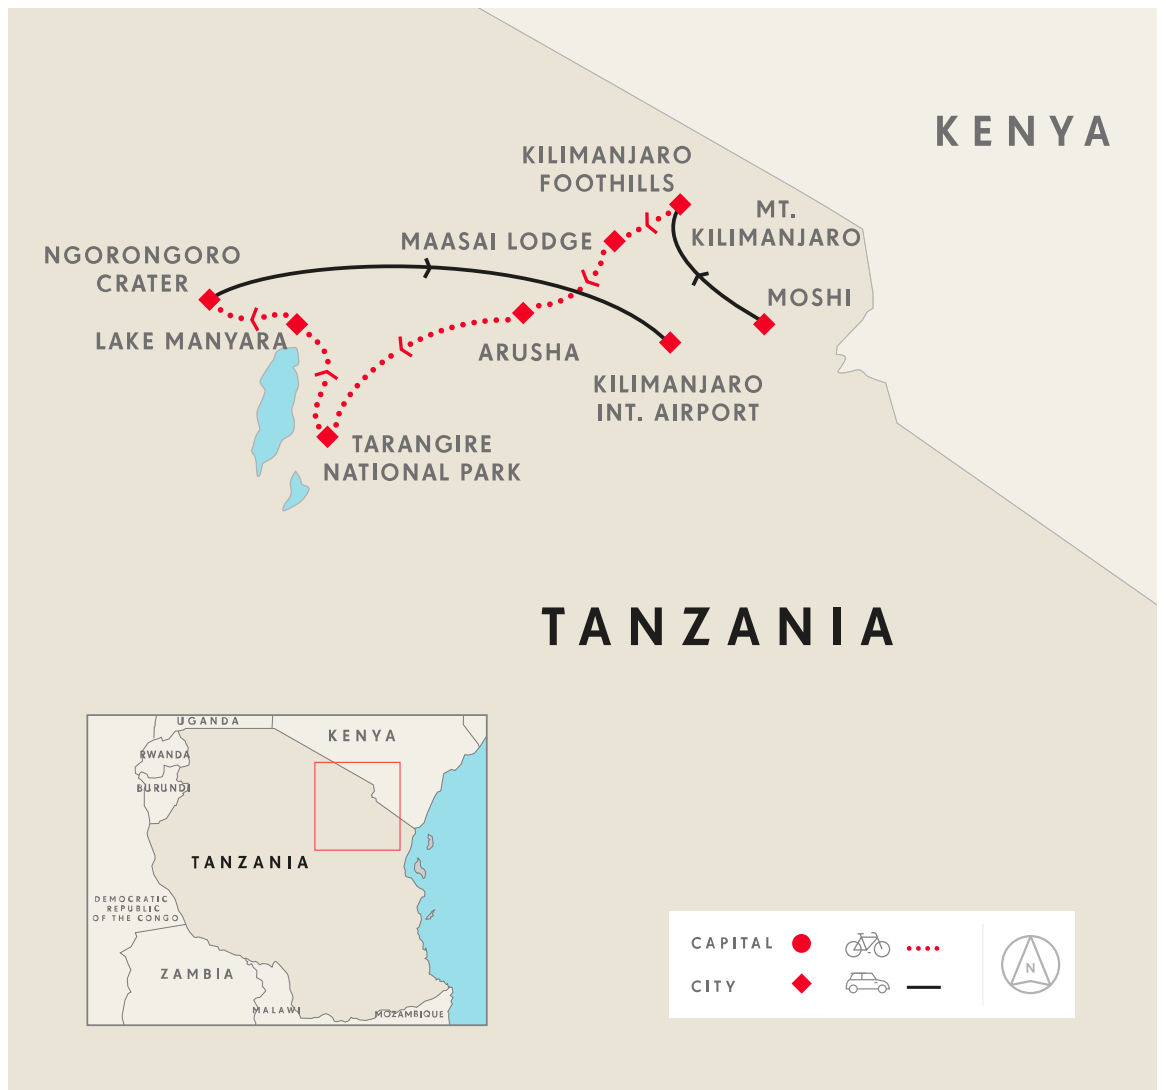 KENYA
KILIMANJARO
FOOTHILLS
MT.
KILIMANJARO
MAASAI LODGE
NGORONGORO
CRATER
MOSHI
LAKE MANYARA
ARUSHA
KILIMANJARO
INT. AIRPORT
TARANGIRE
NATIONAL PARK
TANZANIA
UGANDA
KENYA
RWANDA
BURUNDI
TANZANIA
DEMOCRATIC
REPUBLIC
OF THE CONGO
ZAMBIA
MALAWI
MOZAMBIQUE
CAPITAL
CITY
N